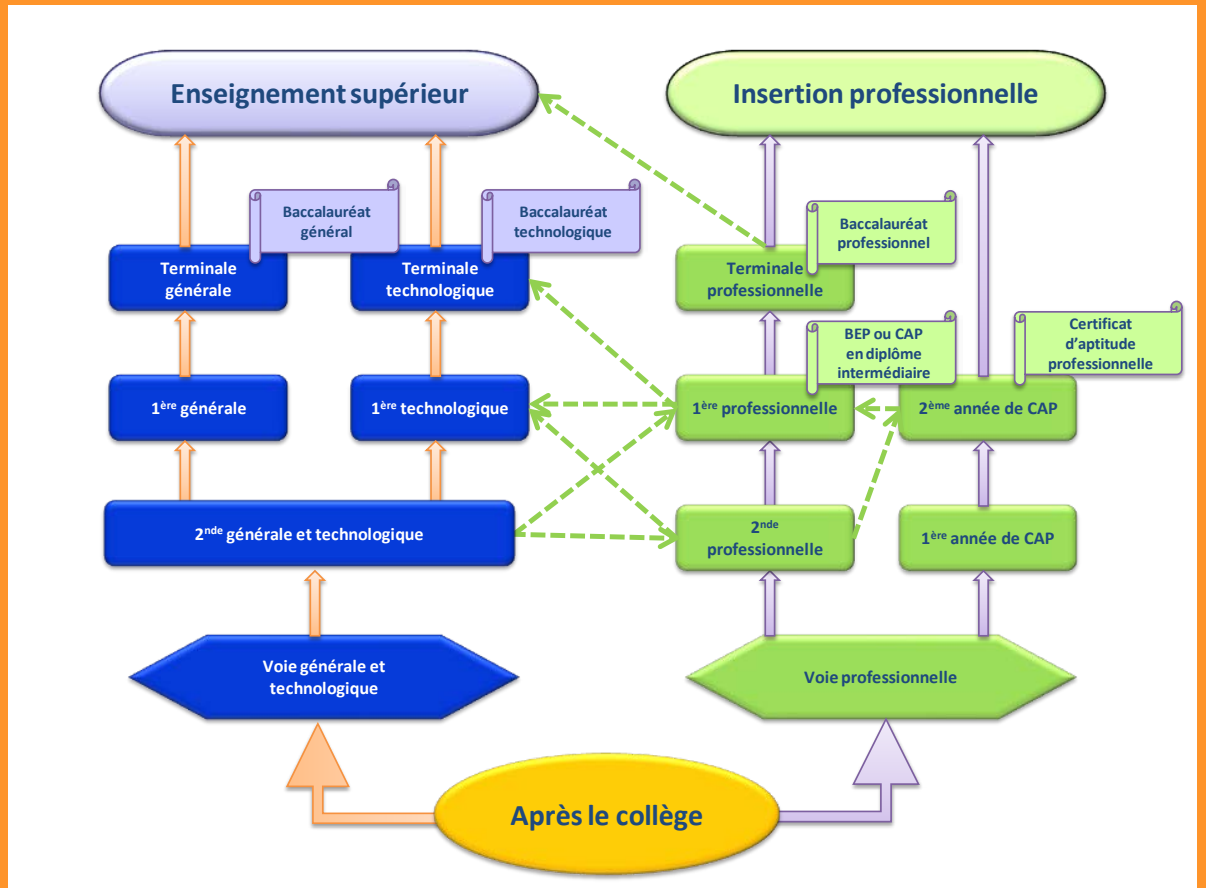 Enseignement supérieur
Insertion professionnelle
Baccalauréat
général
Baccalauréat
technologique
Baccalauréat
professionnel
Terminale
générale
Terminale
technologique
Terminale
professionnelle
BEP ou CAP
en diplôme
intermédiaire
Certificat
d'aptitude
professionnelle
1ère générale
1ère technologique
1ère professionnelle
2ème année de CAP
2nde générale et technologique
2nde
professionnelle
1ère année de CAP
Voie générale et
technologique
Voie professionnelle
Après le collège